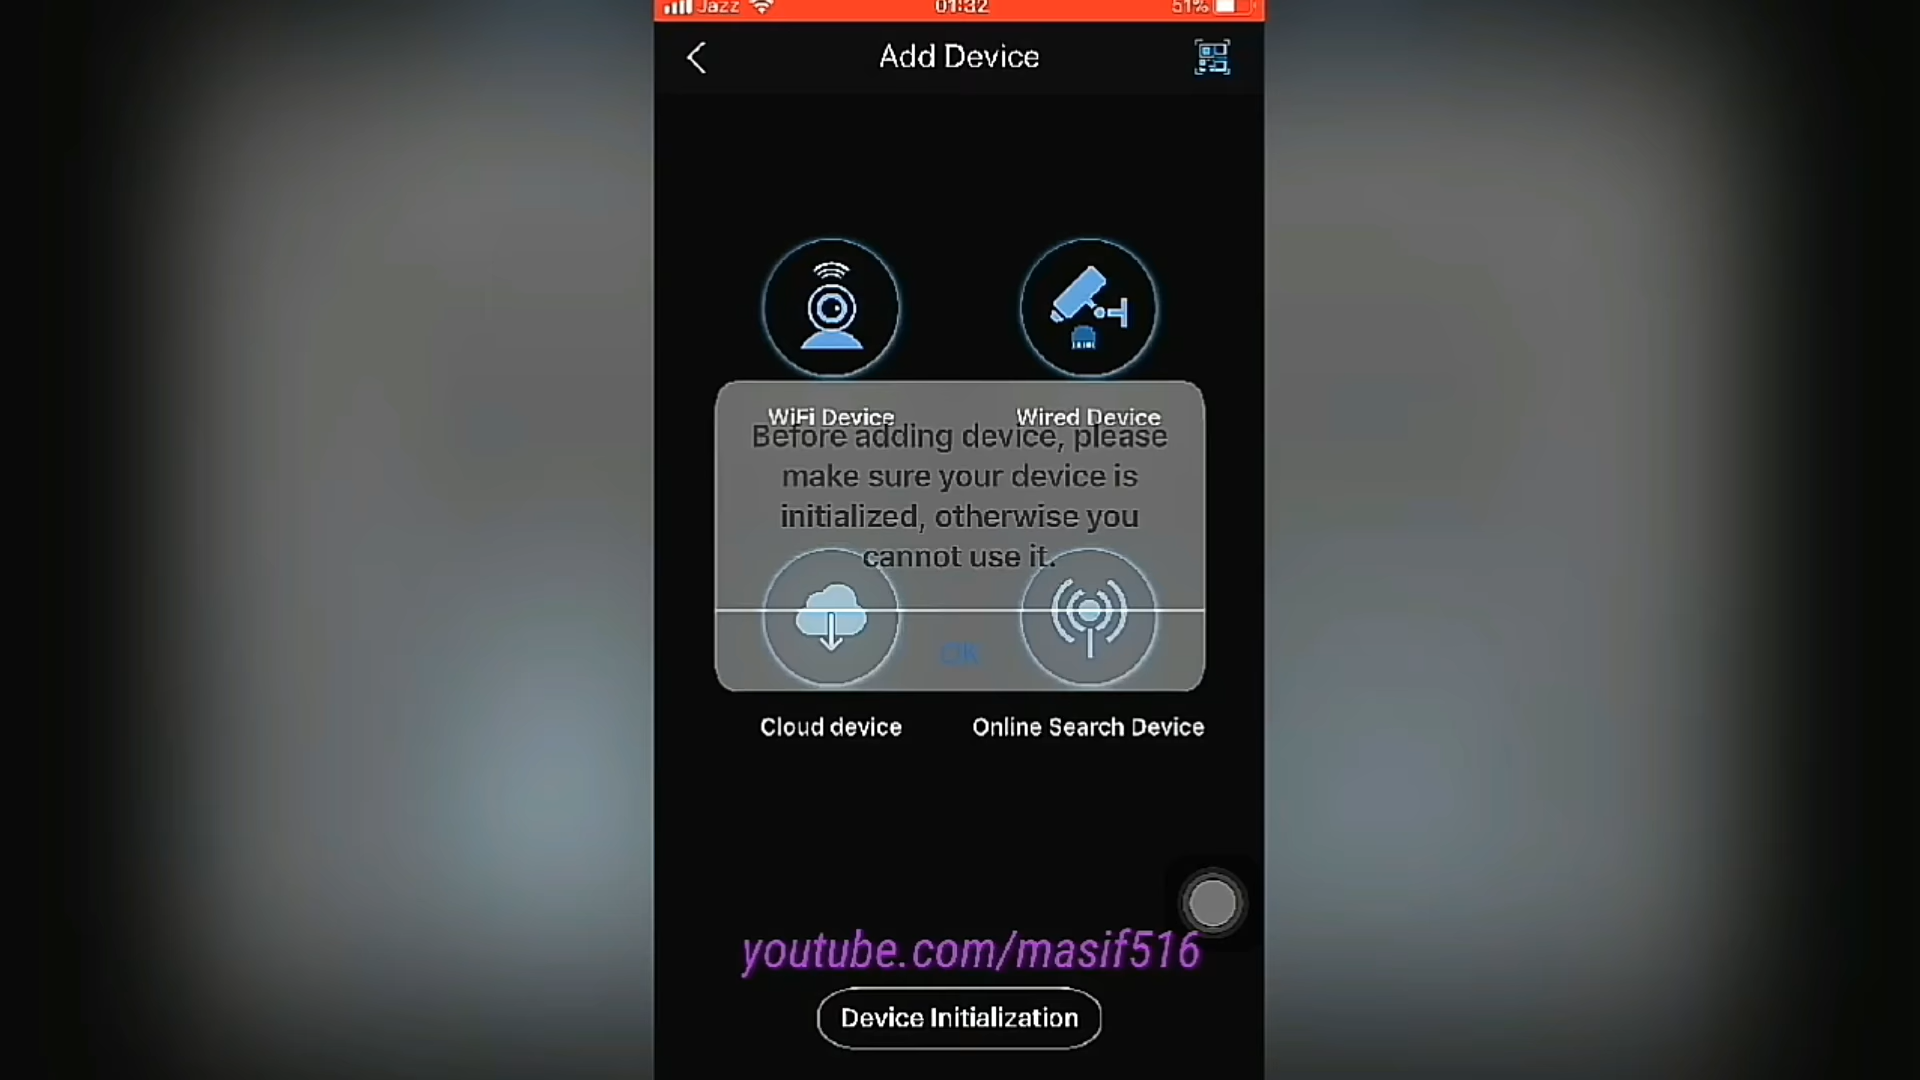 Jazz 01:32 51%
Add Device
WiFi Device Wired Device
Before adding device, please
make sure your device is
initialized, otherwise you
cannot use it.
OK
Cloud device Online Search Device
youtube.com/masif516
Device Initialization